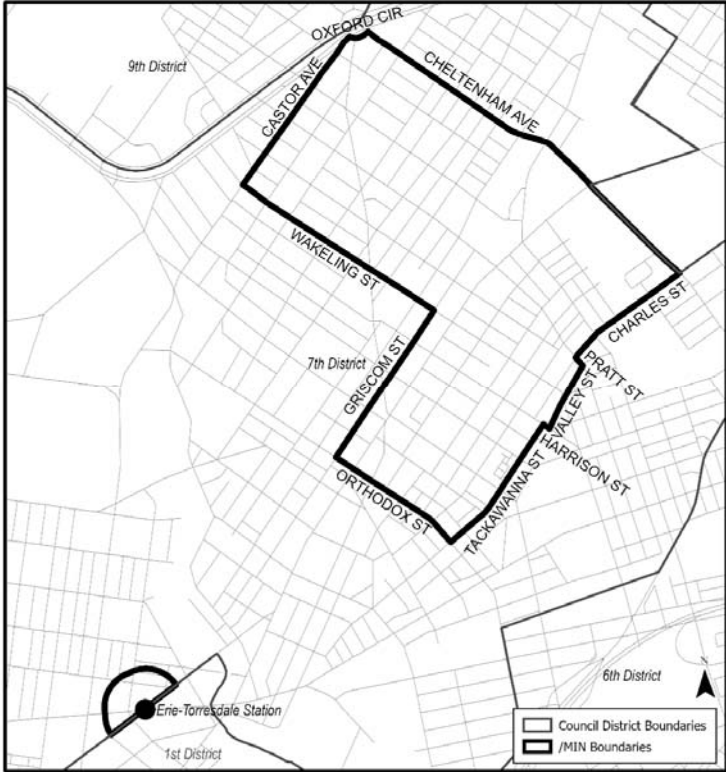 OXFORD CIR
9th District
CASTOR AVE
CHELTENHAM AVE
WAKELING ST
CHARLES ST
7th District
GRISCOM ST
PRATT ST
VALLEY ST
HARRISON ST
ORTHODOX ST
TACKAWANNA ST
6th District
N
Erie-Torresdale Station
1st District
Council District Boundaries
/MIN Boundaries